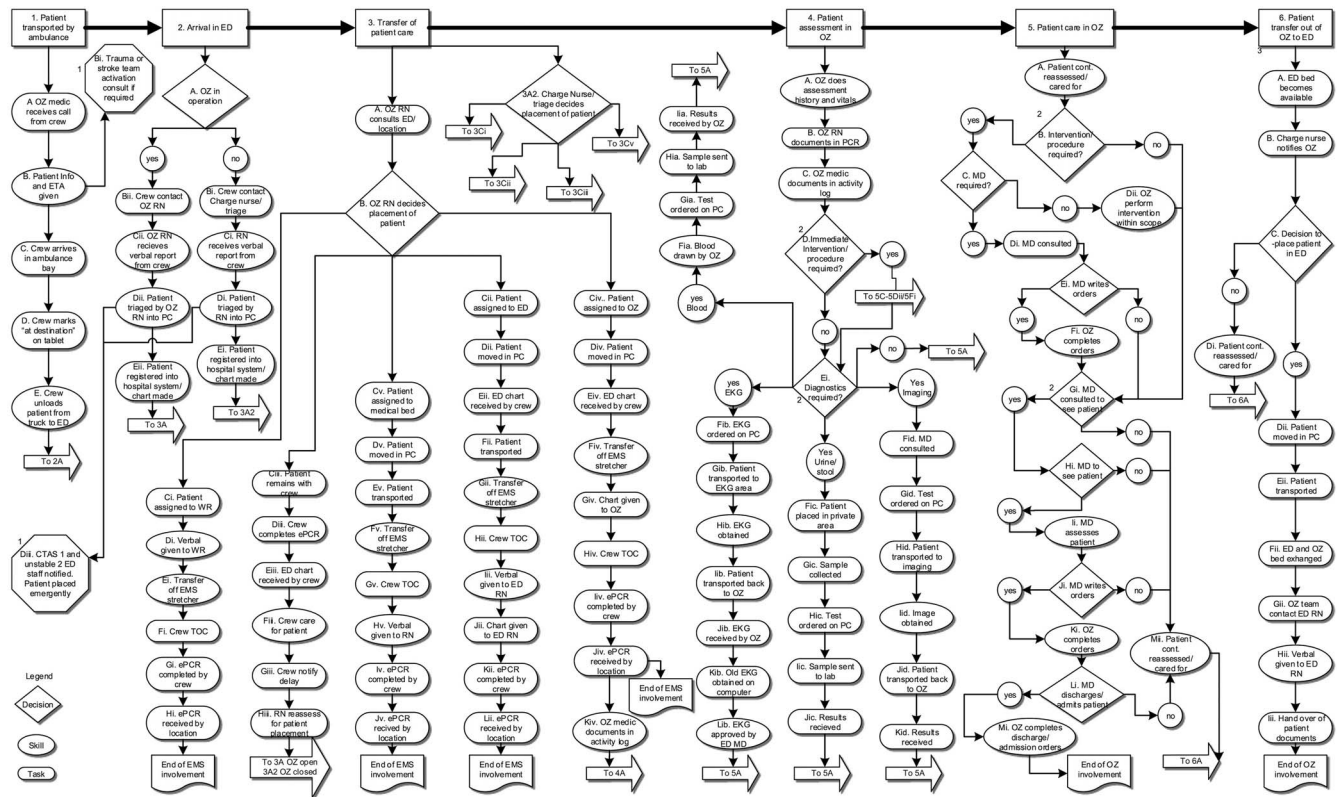 1. Patient
transported by
ambulance
1
Bi. Trauma or
stroke team
activation
consult if
required
A OZ medic
receives call
from crew
B. Patient Info
and ETA
given
C. Crew arrives
in ambulance
bay
D. Crew marks
"at destination"
on tablet
E. Crew
unloads
patient from
truck to ED
To 2A
1
Diii. CTAS 1 and
unstable 2 ED
staff notified.
Patient placed
emergently
Legend
Decision
Skill
Task
2. Arrival in ED
A. OZ in
operation
yes
no
Bii. Crew contact
OZ RN
Cii. OZ RN
recieves
verbal report
from crew
Dii. Patient
triaged by OZ
RN into PC
Eii. Patient
registered into
hospital system/
chart made
To 3A
Bi. Crew contact
Charge nurse/
triage
Ci. RN
receives verbal
report from
crew
Di. Patient
triaged by
RN into PC
Ei. Patient
registered into
hospital system/
chart made
To 3A2
3. Transfer of
patient care
A. OZ RN
consults ED/
location
B. OZ RN decides
placement of
patient
3A2. Charge Nurse/
triage decides
placement of patient
To 3Ci
To 3Cii
To 3Ciii
To 3Cv
Ci. Patient
assigned to WR
Di. Verbal
given to WR
Ei. Transfer
off EMS
stretcher
Fi. Crew TOC
Gi. ePCR
completed by
crew
Hi. ePCR
received by
location
End of EMS
involvement
Ciii. Patient
remains with
crew
Diii. Crew
completes ePCR
Eiii. ED chart
received by crew
Fiii. Crew care
for patient
Giii. Crew notify
delay
Hiii. RN reassess
for patient
placement
To 3A OZ open
3A2 OZ closed
Cv. Patient
assigned to
medical bed
Dv. Patient
moved in PC
Ev. Patient
transported
Fv. Transfer
off EMS
stretcher
Gv. Crew TOC
Hv. Verbal
given to RN
Iv. ePCR
completed by
crew
Jv. ePCR
recived by
location
End of EMS
involvement
Cii. Patient
assigned to ED
Dii. Patient
moved in PC
Eii. ED chart
received by crew
Fii. Patient
transported
Gii. Transfer
off EMS
stretcher
Hii. Crew TOC
Iii. Verbal
given to ED
RN
Jii. Chart given
to ED RN
Kii. ePCR
completed by
crew
Lii. ePCR
received by
location
End of EMS
involvement
Civ.. Patient
assigned to OZ
Div. Patient
moved in PC
Eiv. ED chart
received by crew
Fiv. Transfer
off EMS
stretcher
Giv. Chart given
to OZ
Hiv. Crew TOC
Iiv. ePCR
completed by
crew
Jiv. ePCR
received by
location
End of EMS
involvement
Kiv. OZ medic
documents in
activity log
To 4A
4. Patient
assessment in
OZ
A. OZ does
assessment
history and vitals
B. OZ RN
documents in PCR
C. OZ medic
documents in activity
log
2
D.Immediate
Intervention/
procedure
required?
yes
To 5C-5Dii/5Fi
no
Ei.
Diagnostics
required?
2
no
To 5A
yes
Blood
Fia. Blood
drawn by OZ
Gia. Test
ordered on PC
Hia. Sample sent
to lab
Iia. Results
received by OZ
To 5A
yes
EKG
Fib. EKG
ordered on PC
Gib. Patient
transported to
EKG area
Hib. EKG
obtained
Iib. Patient
transported back
to OZ
Jib. EKG
received by OZ
Kib. Old EKG
obtained on
computer
Lib. EKG
approved by
ED MD
To 5A
Yes
Urine/
stool
Fic. Patient
placed in private
area
Gic. Sample
collected
Hic. Test
ordered on PC
Iic. Sample sent
to lab
Jic. Results
recieved
To 5A
Yes
Imaging
Fid. MD
consulted
Gid. Test
ordered on PC
Hid. Patient
transported to
imaging
Iid. Image
obtained
Jid. Patient
transported back
to OZ
Kid. Results
received
To 5A
5. Patient care in OZ
A. Patient cont.
reassessed/
cared for
2
B. Intervention/
procedure
required?
yes
no
C. MD
required?
no
Dii. OZ
perform
intervention
within scope
yes
Di. MD consulted
Ei. MD writes
orders
yes
no
Fi. OZ
completes
orders
2
Gi. MD
consulted to
see patient
yes
no
Hi. MD to
see patient
no
yes
Ii. MD
assesses
patient
Ji. MD writes
orders
yes
no
Ki. OZ
completes
orders
Mii. Patient
cont.
reassessed/
cared for
Li. MD
discharges/
admits patient
yes
no
Mi. OZ completes
discharge/
admission orders
End of OZ
involvement
To 6A
6. Patient
transfer out of
OZ to ED
3
A. ED bed
becomes
available
B. Charge nurse
notifies OZ
C. Decision to
-place patient
in ED
no
Di. Patient cont.
reassessed/
cared for
To 6A
yes
Dii. Patient
moved in PC
Eii. Patient
transported
Fii. ED and OZ
bed exhanged
Gii. OZ team
contact ED RN
Hii. Verbal
given to ED
RN
Iii. Hand over of
patient
documents
End of OZ
involvement